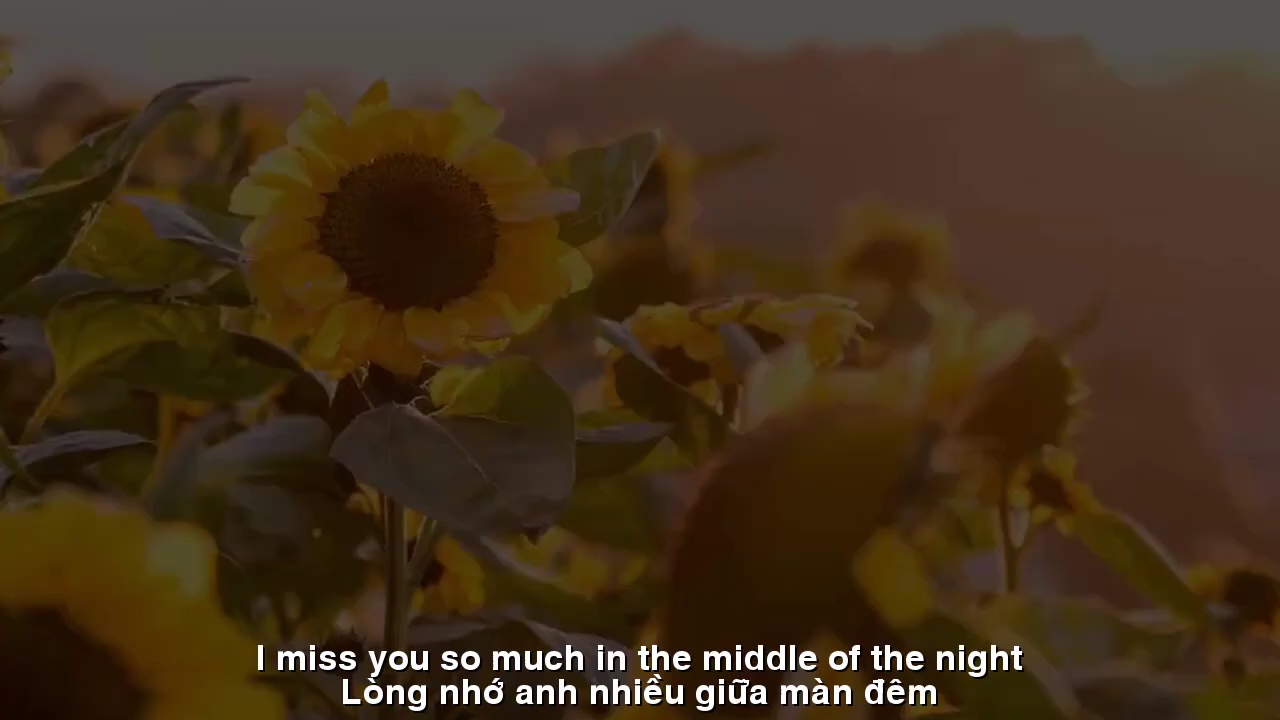 I miss you so much in the middle of the night
Lòng nhớ anh nhiều giữa màn đêm